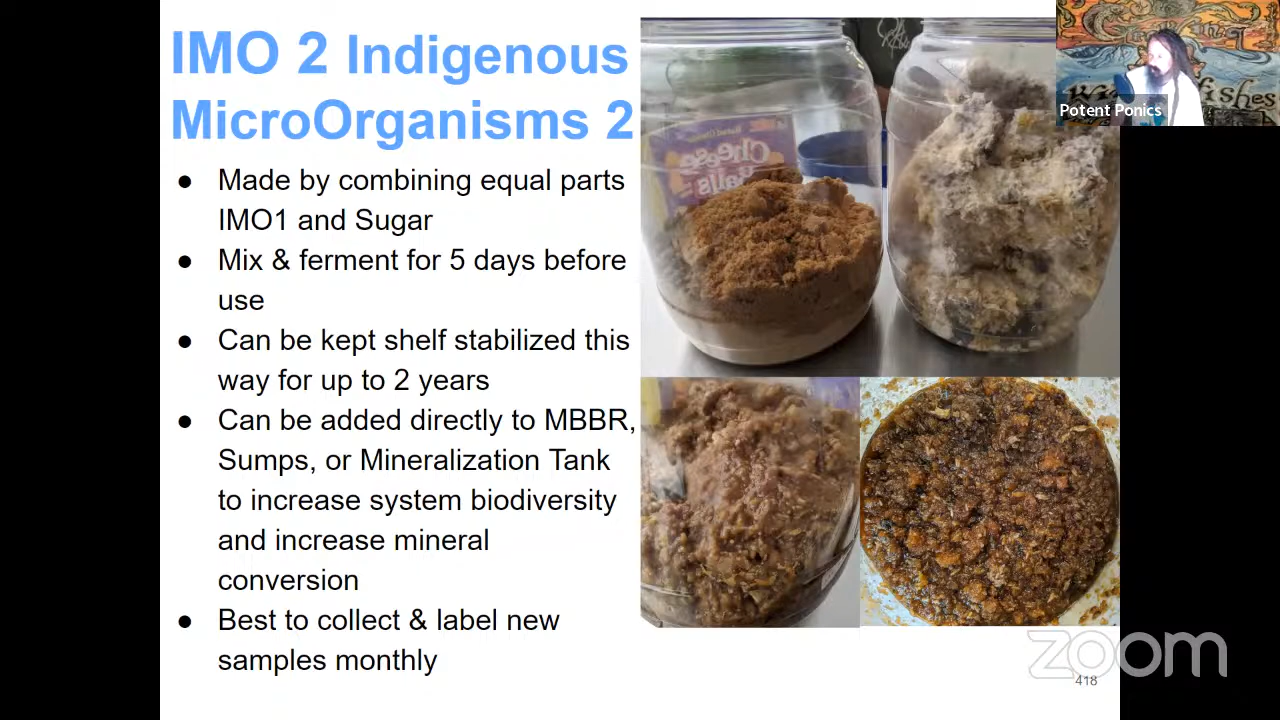 IMO 2 Indigenous
MicroOrganisms 2
● Made by combining equal parts
IMO1 and Sugar
● Mix & ferment for 5 days before
use
● Can be kept shelf stabilized this
way for up to 2 years
● Can be added directly to MBBR,
Sumps, or Mineralization Tank
to increase system biodiversity
and increase mineral
conversion
● Best to collect & label new
samples monthly
Cheese
Balls
Potent Ponics
zoom
418